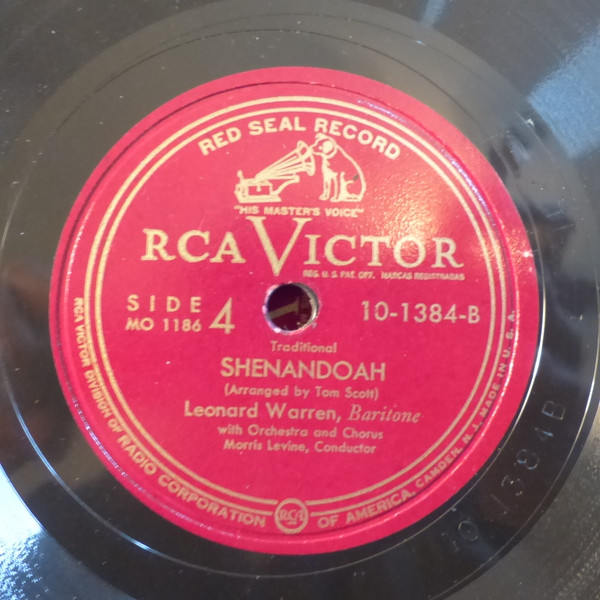 RED SEAL RECORD
"HIS MASTER'S VOICE"
RCA VICTOR
REG. U. S. PAT. OFF. MARCAS REGISTRADAS
SIDE 4
MO 1186
10-1384-B
Traditional
SHENANDOAH
(Arranged by Tom Scott)
Leonard Warren, Baritone
with Orchestra and Chorus
Morris Levine, Conductor
RCA VICTOR DIVISION OF RADIO CORPORATION OF AMERICA, CAMDEN, N. J. MADE IN U. S. A.
RCA
10 1384B